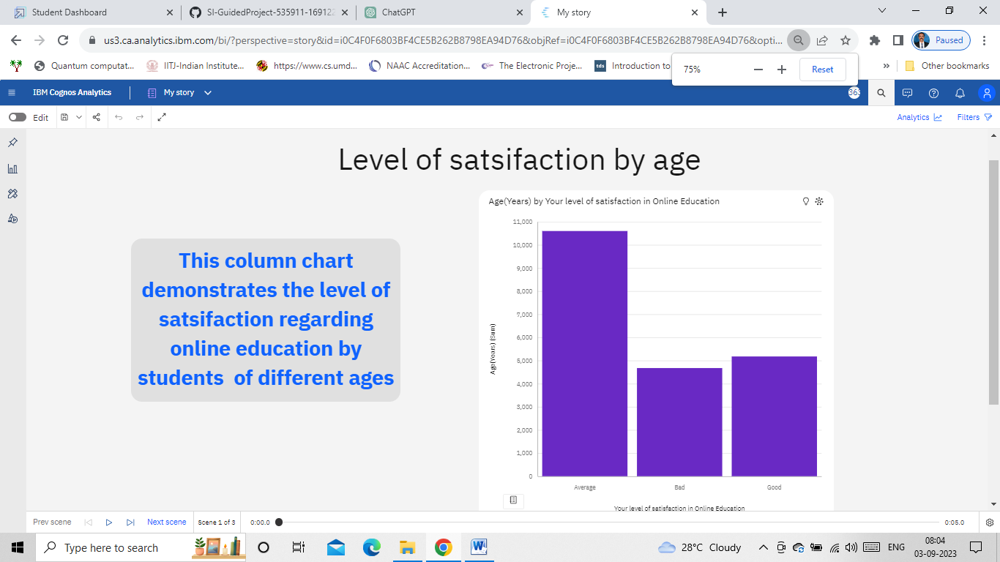 Student Dashboard
SI-GuidedProject-535911-169122
ChatGPT
My story
us3.ca.analytics.ibm.com/bi/?perspective=story&id=i0C4F0F6803BF4CE5B262B8798EA94D76&objRef=i0C4F0F6803BF4CE5B262B8798EA94D76&opti...
Paused
Quantum computat...
IITJ-Indian Institute...
https://www.cs.umd...
NAAC Accreditation...
The Electronic Proje...
tds
Introduction to
»
Other bookmarks
75%
Reset
IBM Cognos Analytics
My story
363
Edit
Analytics
Filters
Level of satsifaction by age
This column chart
demonstrates the level of
satsifaction regarding
online education by
students of different ages
Age(Years) by Your level of satisfaction in Online Education
Age(Years) (Sum)
11,000
10,000
9,000
8,000
7,000
6,000
5,000
4,000
3,000
2,000
1,000
0
Average
Bad
Good
Your level of satisfaction in Online Education
Prev scene
Next scene
Scene 1 of 3
0:00.0
0:05.0
Type here to search
28°C Cloudy
ENG
08:04
03-09-2023